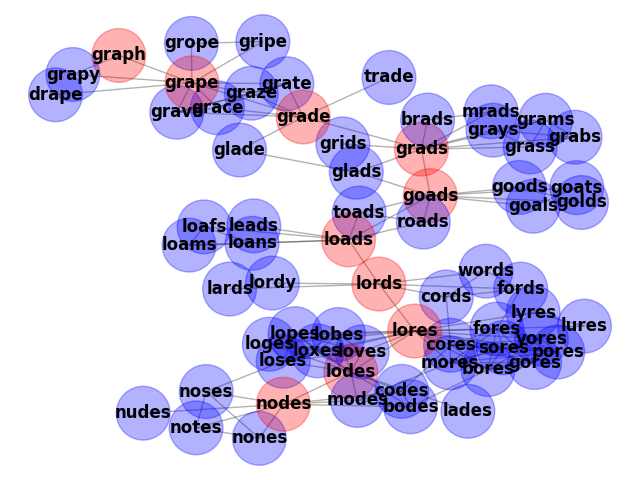 grope
gripe
graph
grapy
grape
grate
trade
drape
graze
grace
grave
grade
mrads
brads
grams
grays
grabs
grids
grads
grass
glade
glads
goods
goats
goads
goals
golds
toads
roads
loafs
leads
loams
loans
loads
words
lords
lordy
lards
cords
fords
lyres
lures
lopes
lobes
lores
fores
vores
loges
cores
sores
loxes
loves
pores
loses
mores
gores
bores
lodes
noses
codes
nodes
modes
bodes
lades
nudes
notes
nones